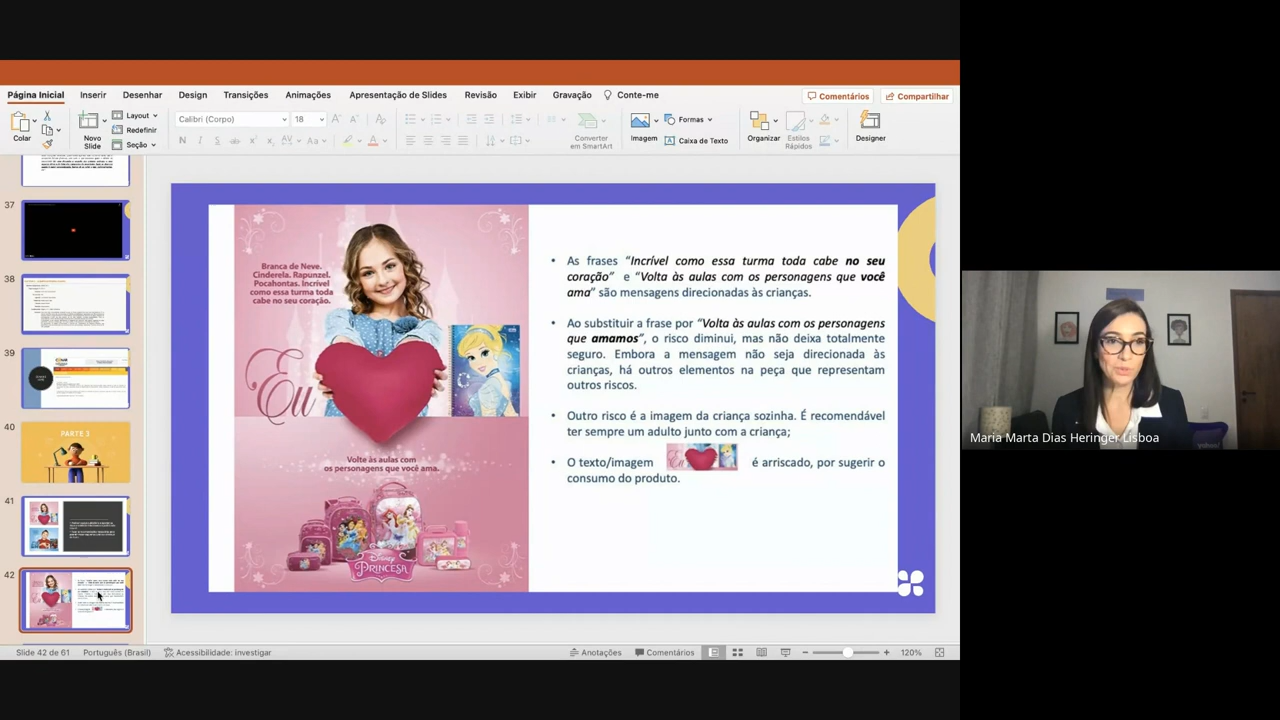 Página Inicial
Inserir
Desenhar
Design
Transições
Animações
Apresentação de Slides
Revisão
Exibir
Gravação
Conte-me
Comentários
Compartilhar
Colar
Novo
Slide
Layout
Redefinir
Seção
Calibri (Corpo)
18
Converter
em SmartArt
Imagem
Formas
Caixa de Texto
Organizar
Estilos
Rápidos
Designer
37
38
39
40
PARTE 3
41
42
Branca de Neve.
Cinderela. Rapunzel.
Pocahontas. Incrível
como essa turma toda
cabe no seu coração.
Eu
Volte às aulas com
os personagens que você ama.
Disney
PRINCESA
• As frases “Incrível como essa turma toda cabe no seu
coração” e “Volta às aulas com os personagens que você
ama” são mensagens direcionadas às crianças.
• Ao substituir a frase por “Volta às aulas com os personagens
que amamos”, o risco diminui, mas não deixa totalmente
seguro. Embora a mensagem não seja direcionada às
crianças, há outros elementos na peça que representam
outros riscos.
• Outro risco é a imagem da criança sozinha. É recomendável
ter sempre um adulto junto com a criança;
• O texto/imagem Eu é arriscado, por sugerir o
consumo do produto.
Maria Marta Dias Heringer Lisboa
Slide 42 de 61
Português (Brasil)
Acessibilidade: investigar
Anotações
Comentários
120%